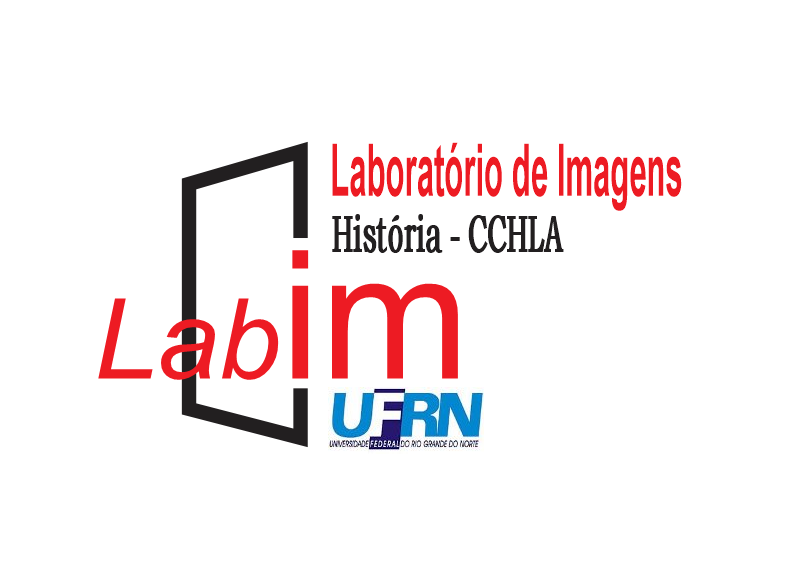 Laboratório de Imagens
História - CCHLA
Labim
UFRN
UNIVERSIDADE FEDERAL DO RIO GRANDE DO NORTE